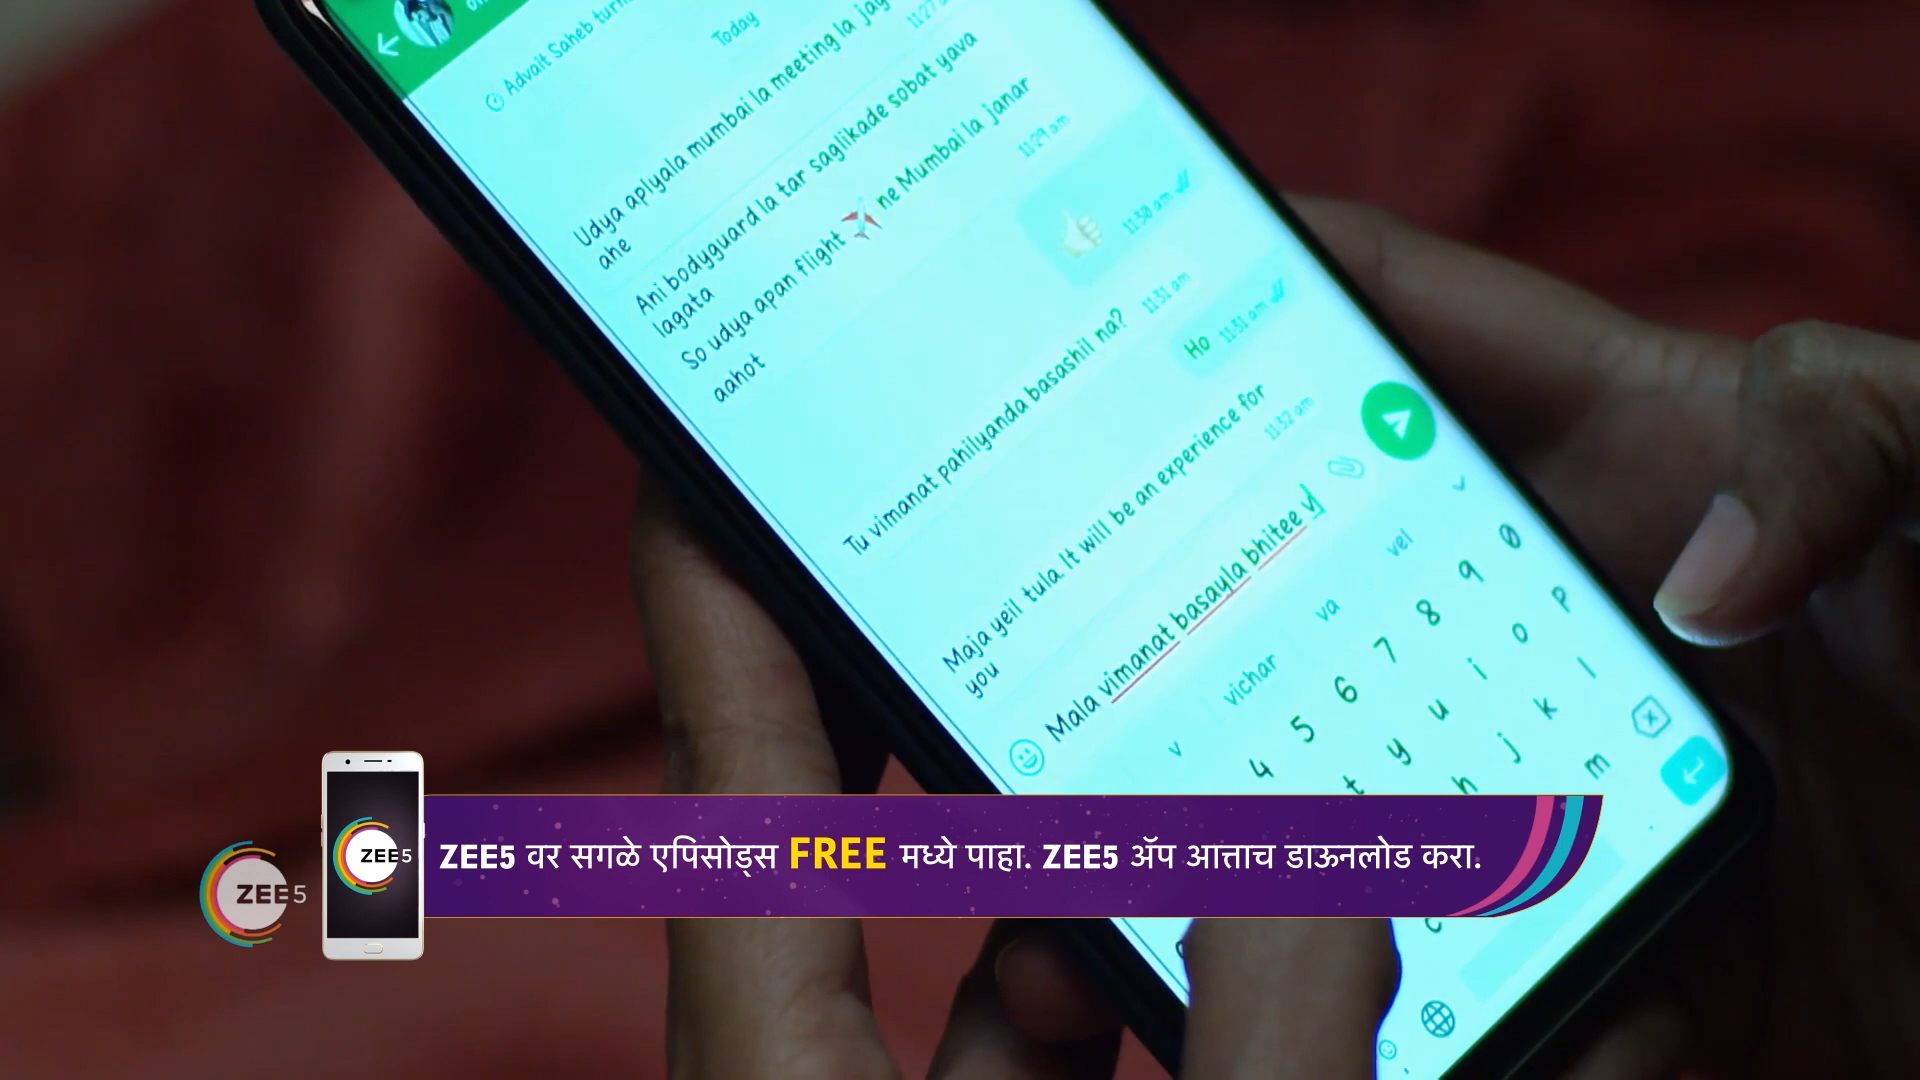 Advait Saheb
Today
11:27
Udya aplyala mumbai la meeting la
ahe
Ani bodyguard la tar saglikade sobat yava
lagata
So udya apan flight ✈️ ne Mumbai la janar
aahot
11:29 am
👍 11:30 am
Tu vimanat pahilyanda basashil na? 11:31 am
Ho 11:31 am
Maja yeil tula. It will be an experience for
you
11:32 am
Mala vimanat basayla bhitee v
v vichar va vei
4 5 6 7 8 9 0
t y u i o p
h j k l
c m
ZEE5
ZEE5
ZEE5 वर सगळे एपिसोड्स FREE मध्ये पाहा. ZEE5 ॲप आत्ताच डाऊनलोड करा.